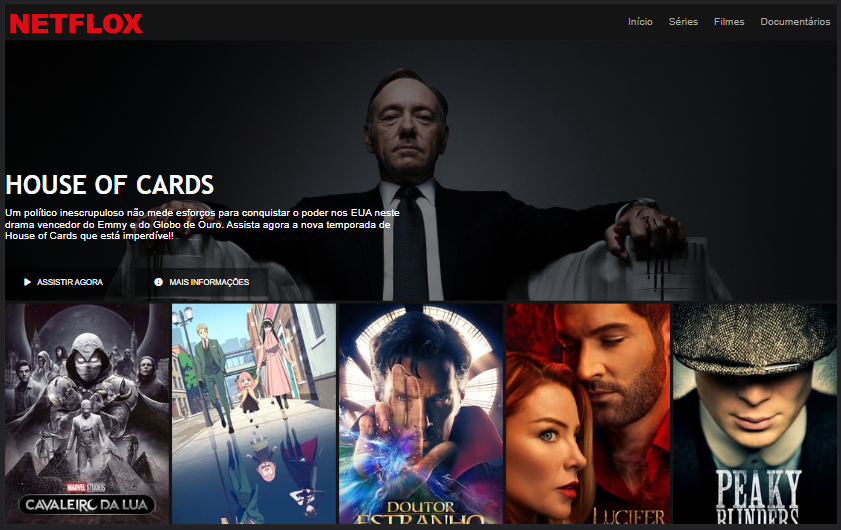 NETFLOX
Início Séries Filmes Documentários
HOUSE OF CARDS
Um político inescrupuloso não mede esforços para conquistar o poder nos EUA neste
drama vencedor do Emmy e do Globo de Ouro. Assista agora a nova temporada de
House of Cards que está imperdível!
ASSISTIR AGORA
MAIS INFORMAÇÕES
MARVEL STUDIOS
CAVALEIRO DA LUA
DOUTOR
ESTRANHO
LUCIFER
PEAKY
BLINDERS